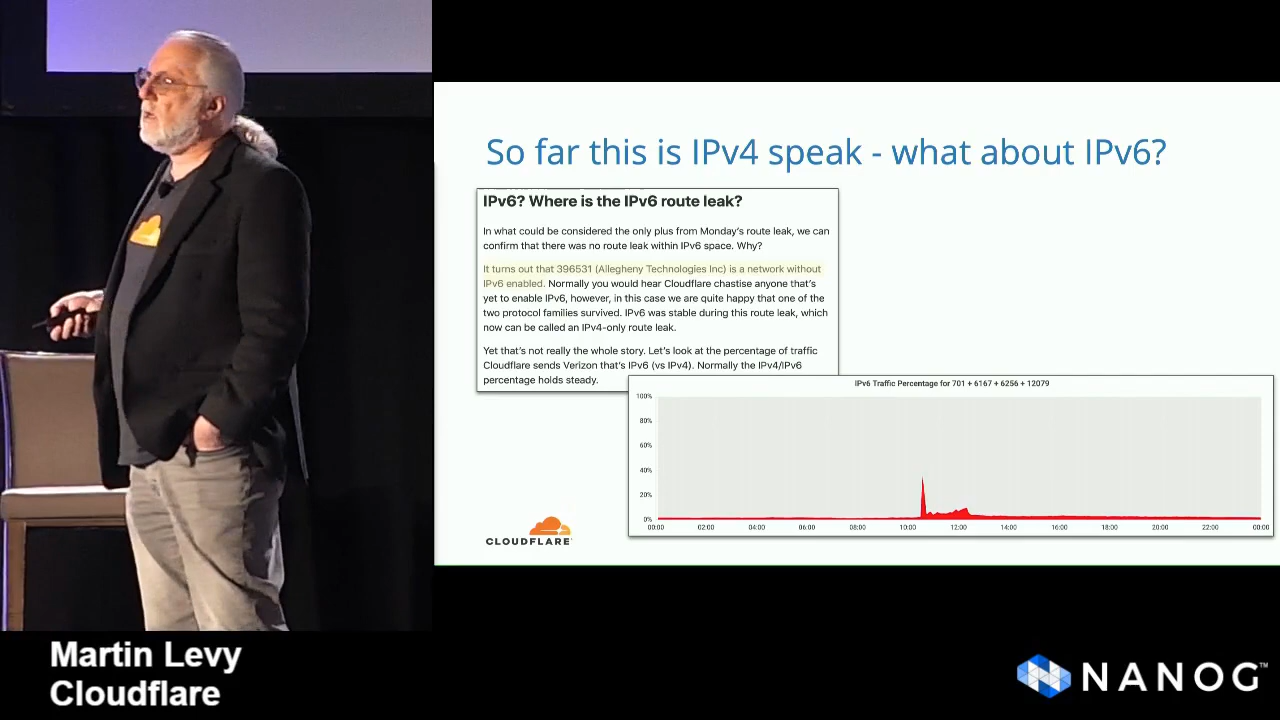 So far this is IPv4 speak - what about IPv6?
IPv6? Where is the IPv6 route leak?
In what could be considered the only plus from Monday's route leak, we can
confirm that there was no route leak within IPv6 space. Why?
It turns out that 396531 (Allegheny Technologies Inc) is a network without
IPv6 enabled. Normally you would hear Cloudflare chastise anyone that's
yet to enable IPv6, however, in this case we are quite happy that one of the
two protocol families survived. IPv6 was stable during this route leak, which
now can be called an IPv4-only route leak.
Yet that's not really the whole story. Let's look at the percentage of traffic
Cloudflare sends Verizon that's IPv6 (vs IPv4). Normally the IPv4/IPv6
percentage holds steady.
IPv6 Traffic Percentage for 701 + 6167 + 6256 + 12079
100%
80%
60%
40%
20%
0%
00:00 02:00 04:00 06:00 08:00 10:00 12:00 14:00 16:00 18:00 20:00 22:00 00:00
CLOUDFLARE
Martin Levy
Cloudflare
NANOG™